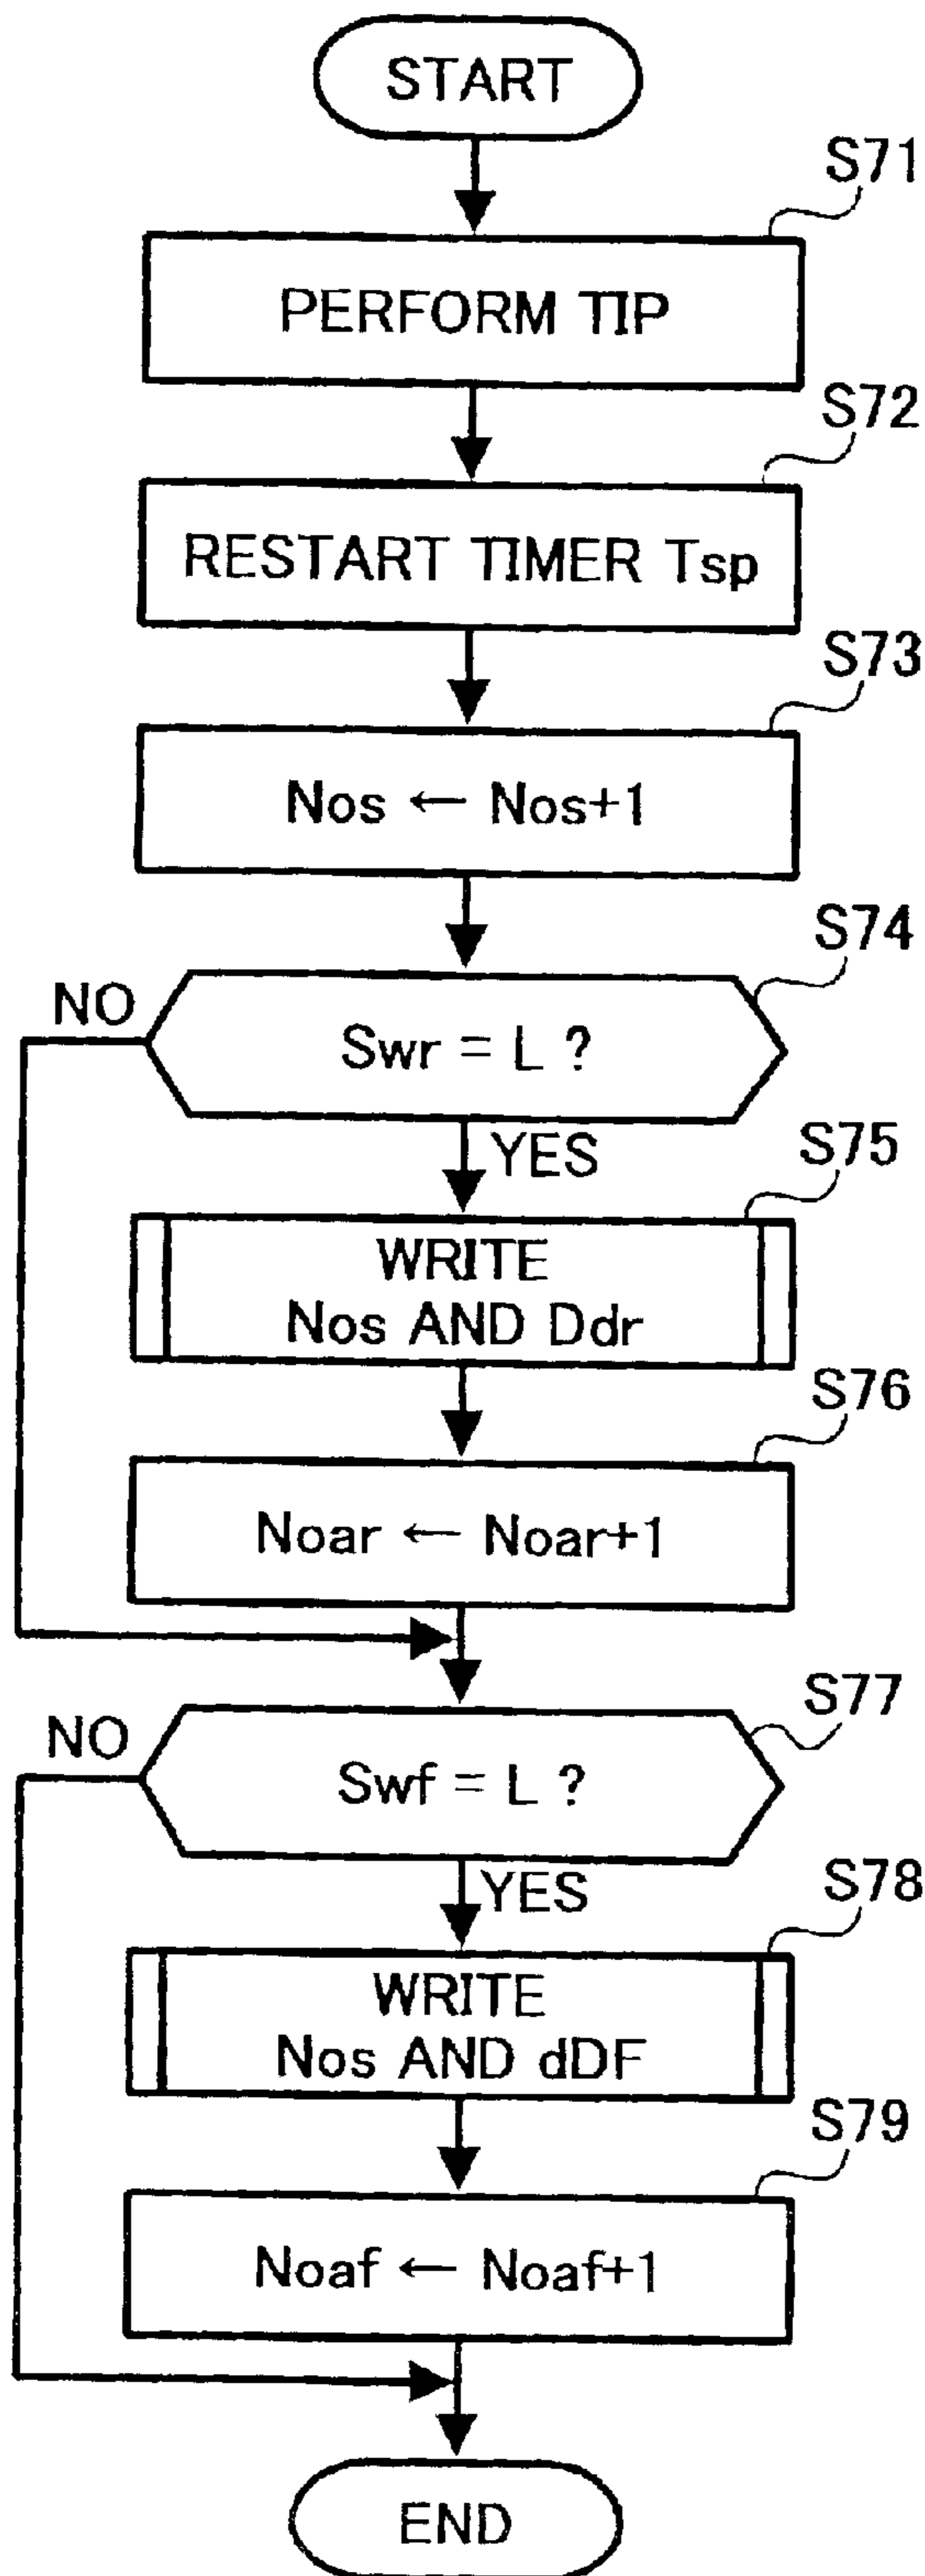 START
S71
PERFORM TIP
S72
RESTART TIMER Tsp
S73
Nos ← Nos+1
S74
NO
Swr = L ?
YES
S75
WRITE
Nos AND Ddr
S76
Noar ← Noar+1
S77
NO
Swf = L ?
YES
S78
WRITE
Nos AND dDF
S79
Noaf ← Noaf+1
END